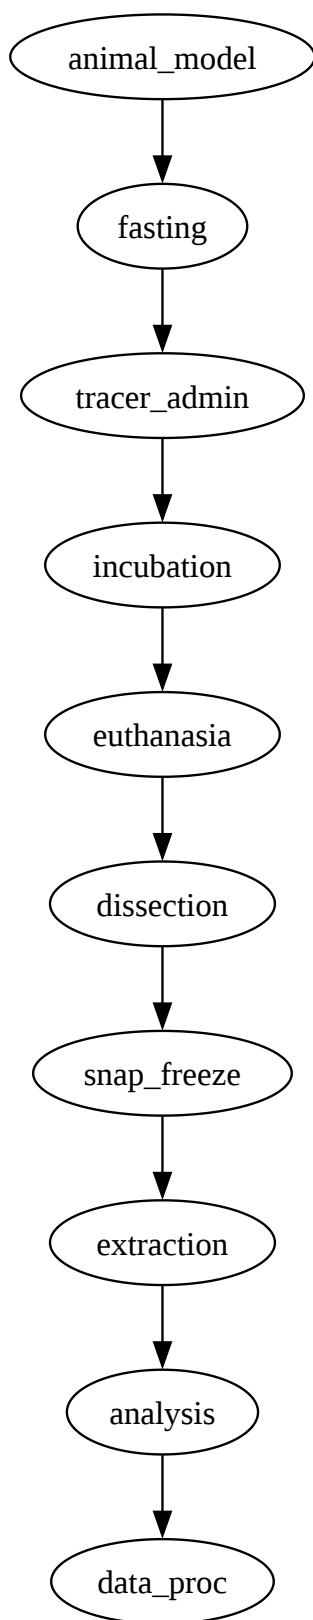 animal_model
fasting
tracer_admin
incubation
euthanasia
dissection
snap_freeze
extraction
analysis
data_proc